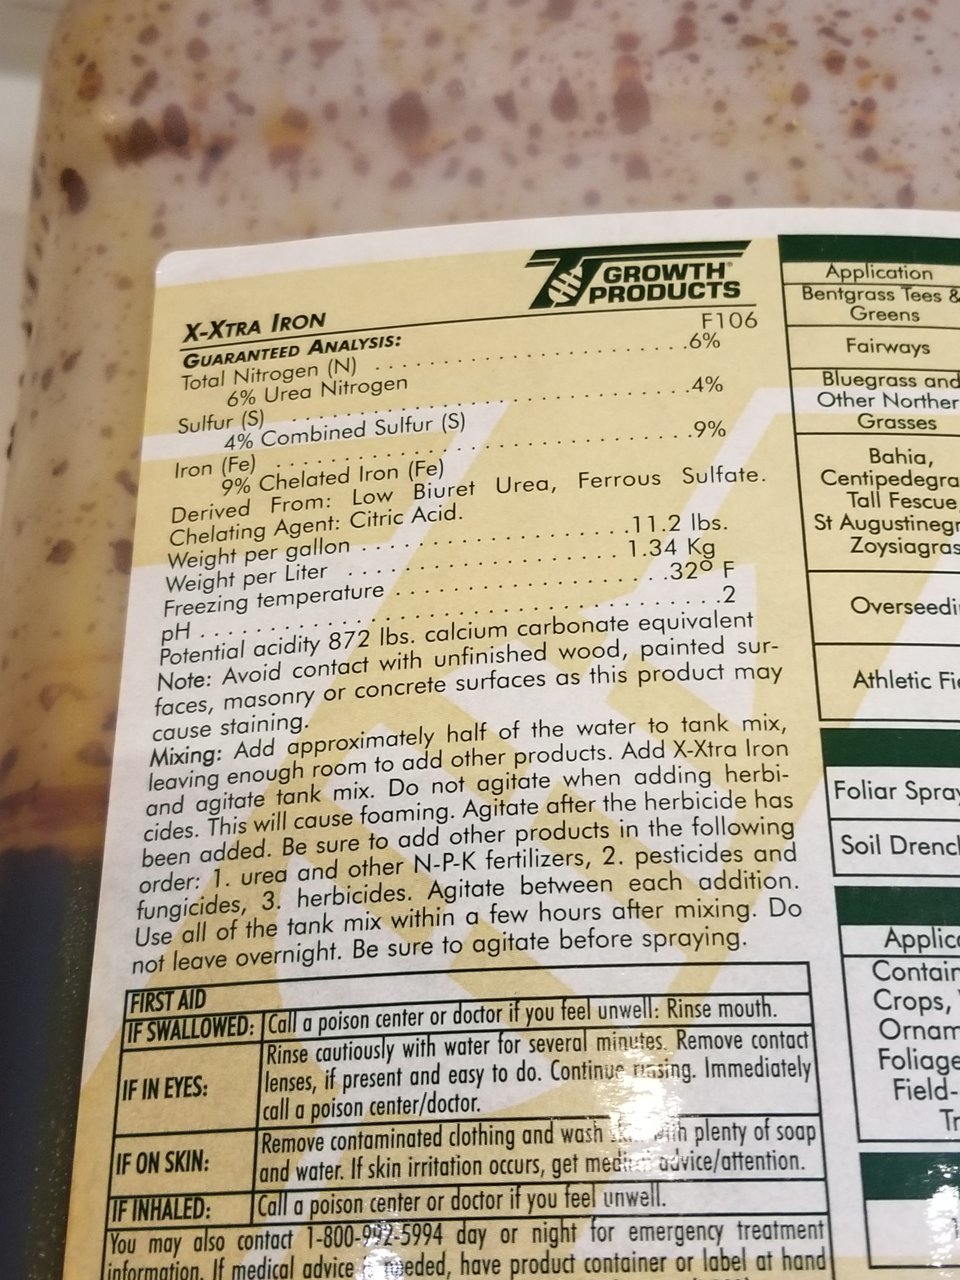 GROWTH®
PRODUCTS
X-XTRA IRON
F106
GUARANTEED ANALYSIS:
Total Nitrogen (N) . . . . . . . . . . . . . . . . . . . . . . .6%
6% Urea Nitrogen
Sulfur (S) . . . . . . . . . . . . . . . . . . . . . . . . . . . . .4%
4% Combined Sulfur (S)
Iron (Fe) . . . . . . . . . . . . . . . . . . . . . . . . . . . . . .9%
9% Chelated Iron (Fe)
Derived From: Low Biuret Urea, Ferrous Sulfate.
Chelating Agent: Citric Acid.
Weight per gallon . . . . . . . . . . . . . . . . . .11.2 lbs.
Weight per Liter . . . . . . . . . . . . . . . . . . 1.34 Kg
Freezing temperature . . . . . . . . . . . . . . . . . .32º F
pH . . . . . . . . . . . . . . . . . . . . . . . . . . . . . . . . .2
Potential acidity 872 lbs. calcium carbonate equivalent
Note: Avoid contact with unfinished wood, painted sur-
faces, masonry or concrete surfaces as this product may
cause staining.
Mixing: Add approximately half of the water to tank mix,
leaving enough room to add other products. Add X-Xtra Iron
and agitate tank mix. Do not agitate when adding herbi-
cides. This will cause foaming. Agitate after the herbicide has
been added. Be sure to add other products in the following
order: 1. urea and other N-P-K fertilizers, 2. pesticides and
fungicides, 3. herbicides. Agitate between each addition.
Use all of the tank mix within a few hours after mixing. Do
not leave overnight. Be sure to agitate before spraying.
FIRST AID
IF SWALLOWED: Call a poison center or doctor if you feel unwell: Rinse mouth.
IF IN EYES:
Rinse cautiously with water for several minutes. Remove contact
lenses, if present and easy to do. Continue rinsing. Immediately
call a poison center/doctor.
IF ON SKIN:
Remove contaminated clothing and wash skin with plenty of soap
and water. If skin irritation occurs, get medical advice/attention.
IF INHALED: Call a poison center or doctor if you feel unwell.
You may also contact 1-800-992-5994 day or night for emergency treatment
information. If medical advice needed, have product container or label at hand
Application
Bentgrass Tees &
Greens
Fairways
Bluegrass and
Other Norther
Grasses
Bahia,
Centipedegra
Tall Fescue,
St Augustinegr
Zoysiagras
Overseedi
Athletic Fie
Foliar Spray
Soil Drencl
Applic
Contain
Crops,
Ornam
Foliage
Field-
Tr